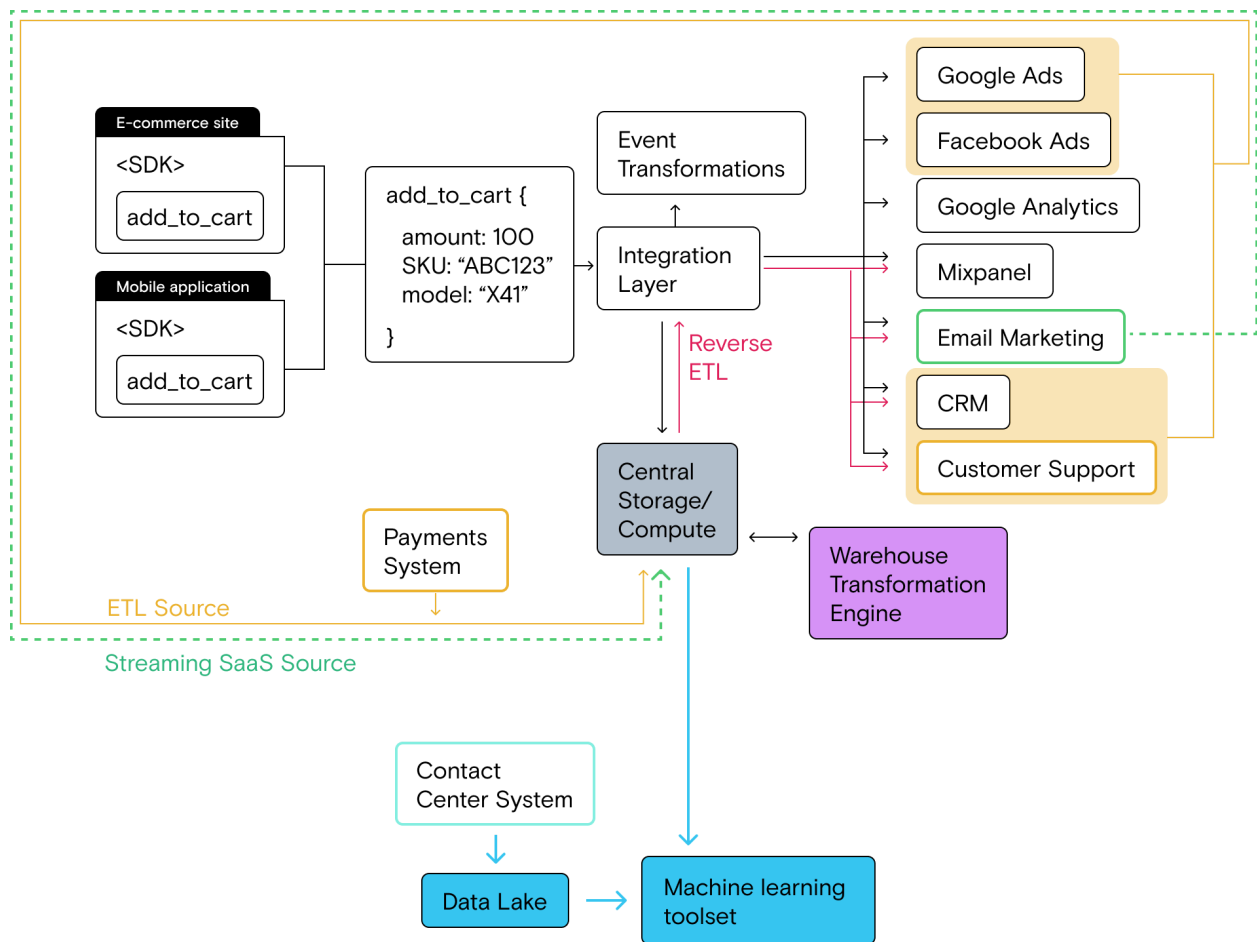 E-commerce site
<SDK>
add_to_cart
Mobile application
<SDK>
add_to_cart
add_to_cart {
amount: 100
SKU: “ABC123”
model: “X41”
}
Event
Transformations
Integration
Layer
Reverse
ETL
Google Ads
Facebook Ads
Google Analytics
Mixpanel
Email Marketing
CRM
Customer Support
Central
Storage/
Compute
Warehouse
Transformation
Engine
Payments
System
ETL Source
Streaming SaaS Source
Contact
Center System
Data Lake
Machine learning
toolset